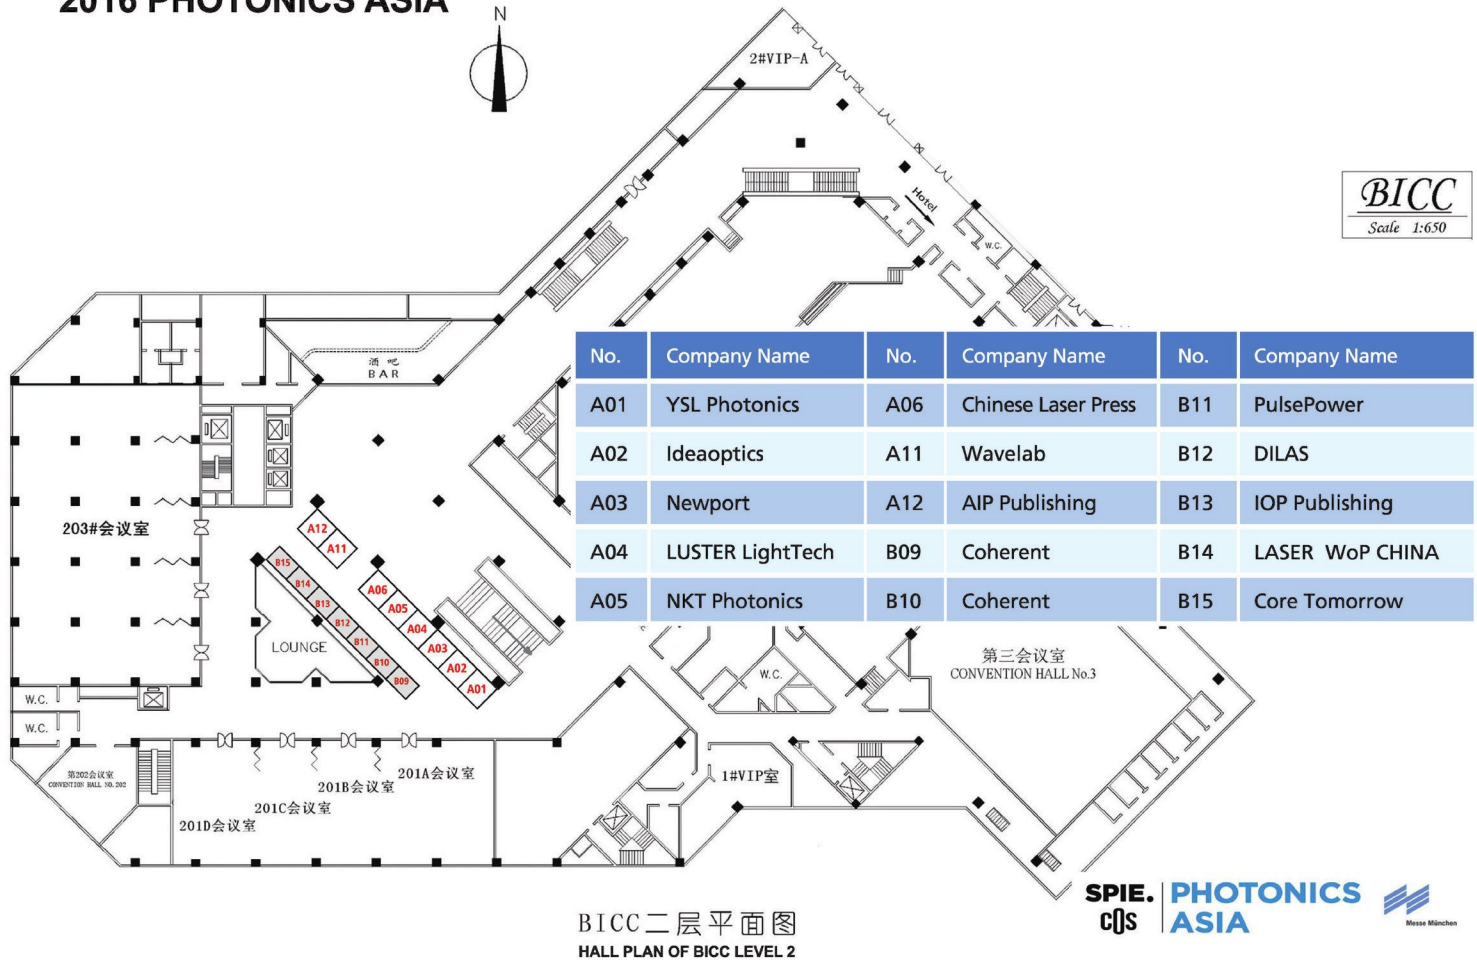 2016 PHOTONICS ASIA
N
2#VIP-A
BICC
Scale 1:650
Hotel
W.C.
酒吧
BAR
No. Company Name No. Company Name No. Company Name
A01 YSL Photonics A06 Chinese Laser Press B11 PulsePower
A02 Ideaoptics A11 Wavelab B12 DILAS
A03 Newport A12 AIP Publishing B13 IOP Publishing
A04 LUSTER LightTech B09 Coherent B14 LASER WoP CHINA
A05 NKT Photonics B10 Coherent B15 Core Tomorrow
203#会议室
A12
A11
B15
B14
B13
B12
B11
B10
B09
A06
A05
A04
A03
A02
A01
LOUNGE
第三会议室
CONVENTION HALL No.3
W.C.
W.C.
W.C.
第202会议室
CONVENTION HALL NO.202
201A会议室
201B会议室
201C会议室
201D会议室
1#VIP室
BICC二层平面图
HALL PLAN OF BICC LEVEL 2
SPIE.
COS
PHOTONICS
ASIA
Messe München